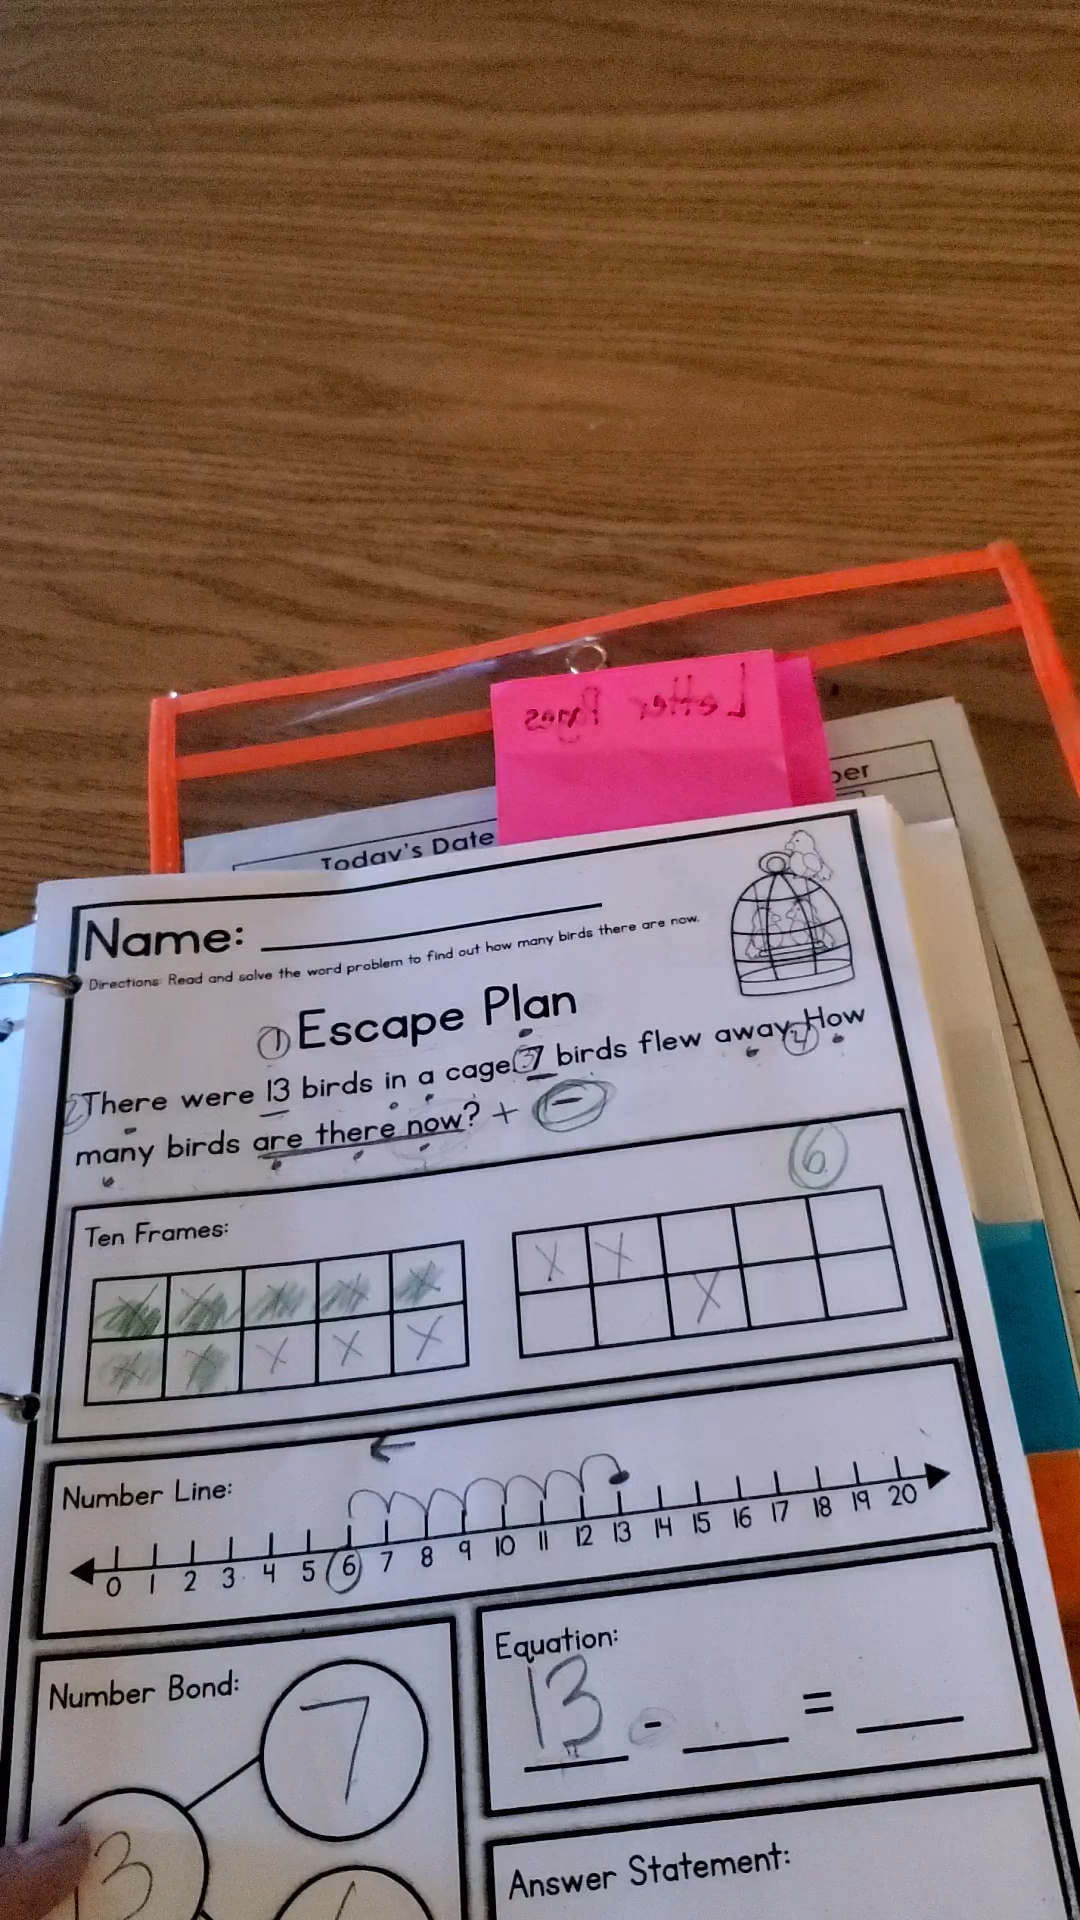 Letter Pages
ber
Today's Date
Name:
Directions: Read and solve the word problem to find out how many birds there are now.
① Escape Plan
② There were 13 birds in a cage. ③ 7 birds flew away. ④ How
many birds are there now? + -
6
Ten Frames:
X X X X X X X
X X X X X X
←
Number Line:
0 1 2 3 4 5 6 7 8 9 10 11 12 13 14 15 16 17 18 19 20
Number Bond:
7
3
Equation:
13 - =
Answer Statement: